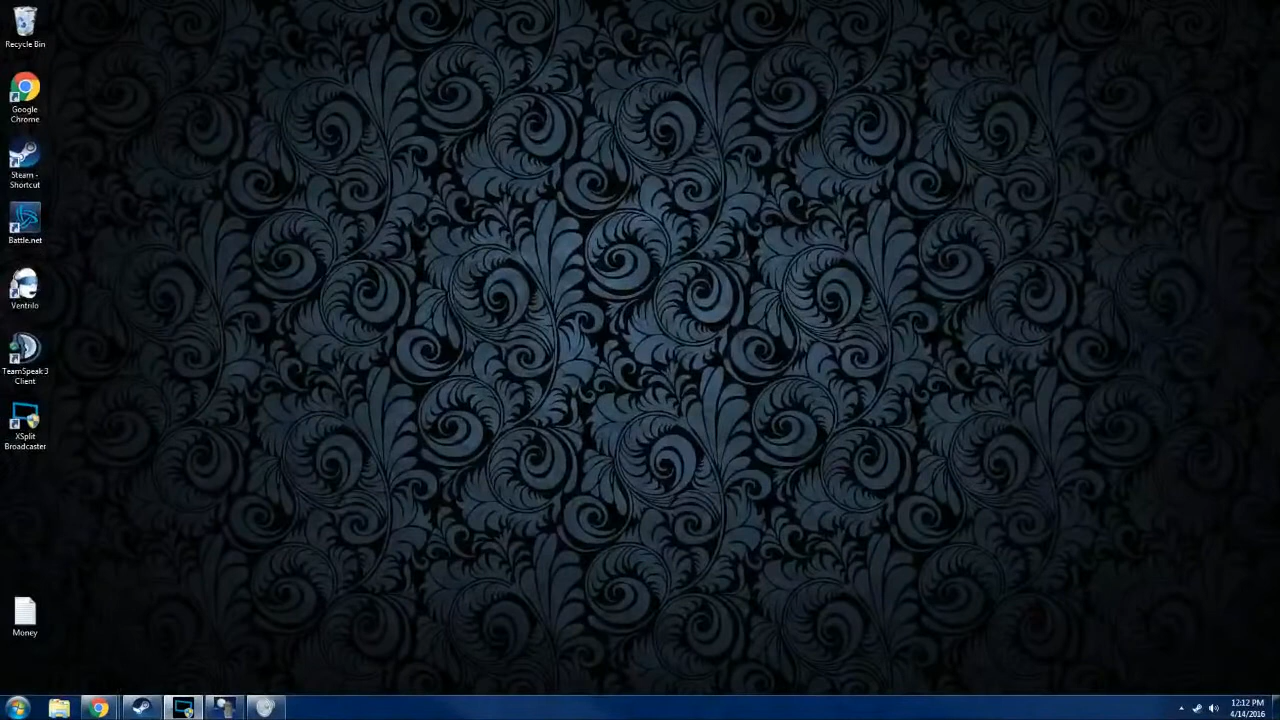 Recycle Bin
Google
Chrome
Steam -
Shortcut
Battle.net
Ventrilo
TeamSpeak 3
Client
XSplit
Broadcaster
Money
12:12 PM
4/14/2016